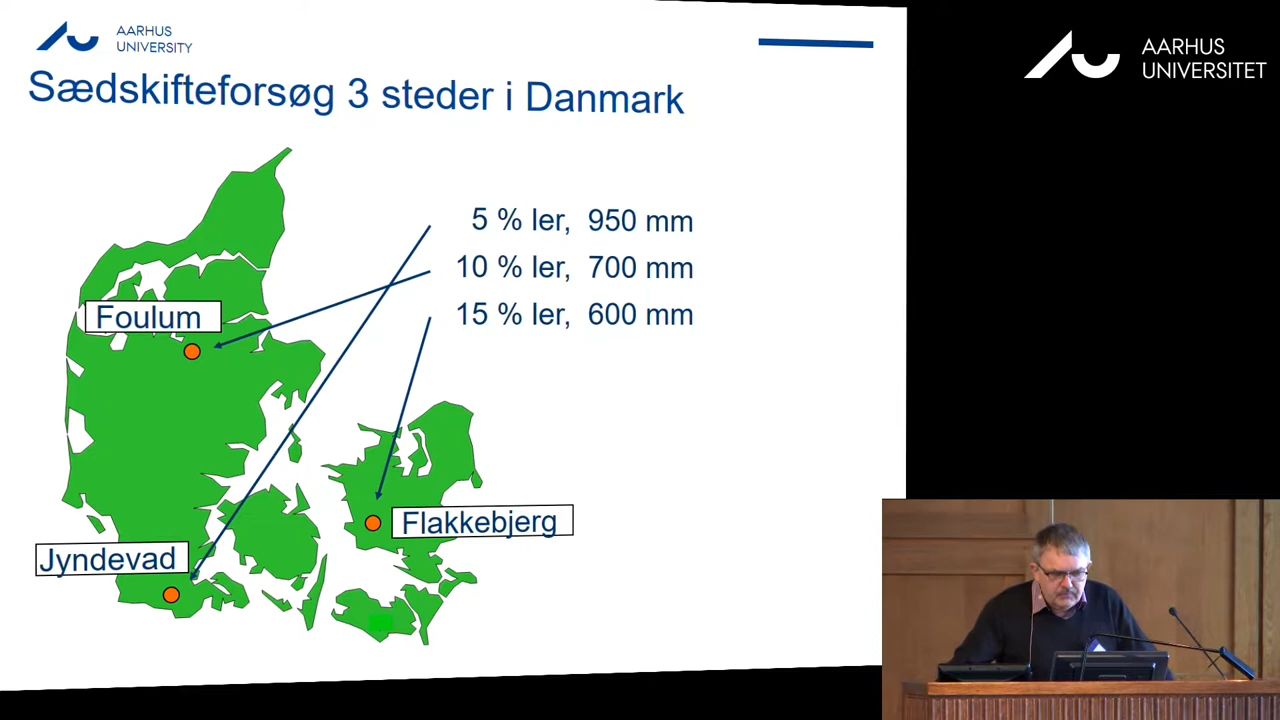 AARHUS
UNIVERSITY
AARHUS
UNIVERSITET
Sædskifteforsøg 3 steder i Danmark
5 % ler, 950 mm
10 % ler, 700 mm
15 % ler, 600 mm
Foulum
Flakkebjerg
Jyndevad